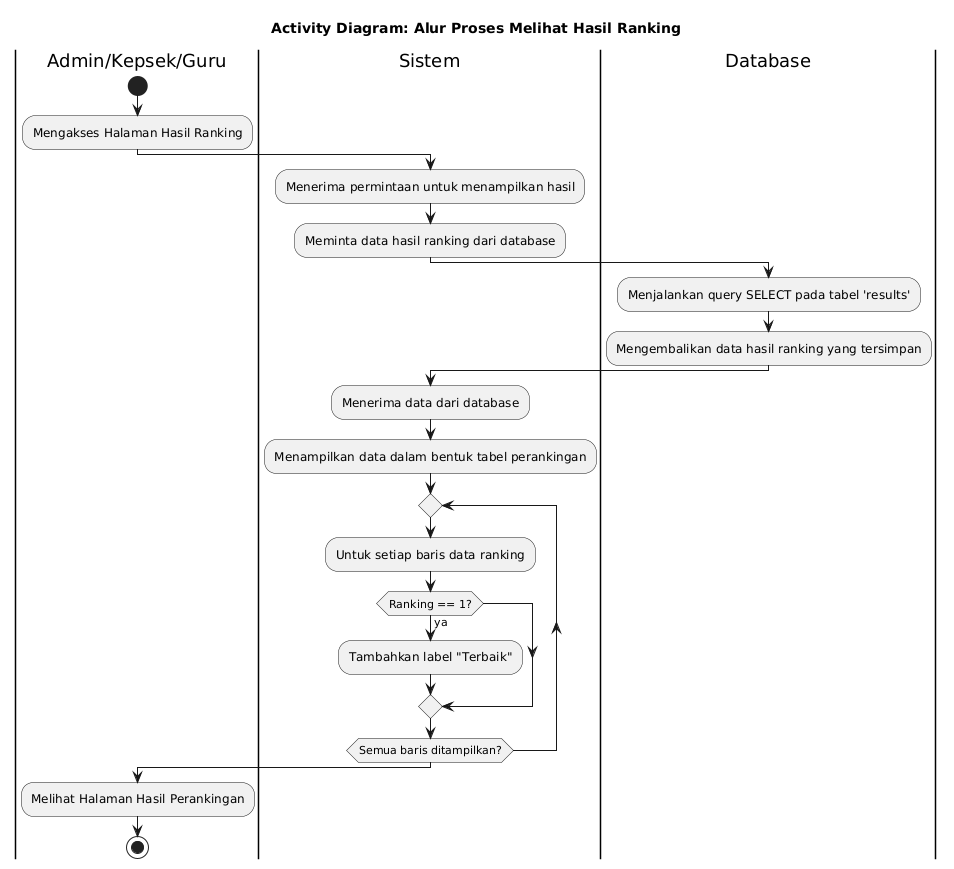 Activity Diagram: Alur Proses Melihat Hasil Ranking
Admin/Kepsek/Guru
Sistem
Database
Mengakses Halaman Hasil Ranking
Menerima permintaan untuk menampilkan hasil
Meminta data hasil ranking dari database
Menjalankan query SELECT pada tabel 'results'
Mengembalikan data hasil ranking yang tersimpan
Menerima data dari database
Menampilkan data dalam bentuk tabel perankingan
Untuk setiap baris data ranking
Ranking == 1?
ya
Tambahkan label "Terbaik"
Semua baris ditampilkan?
Melihat Halaman Hasil Perankingan